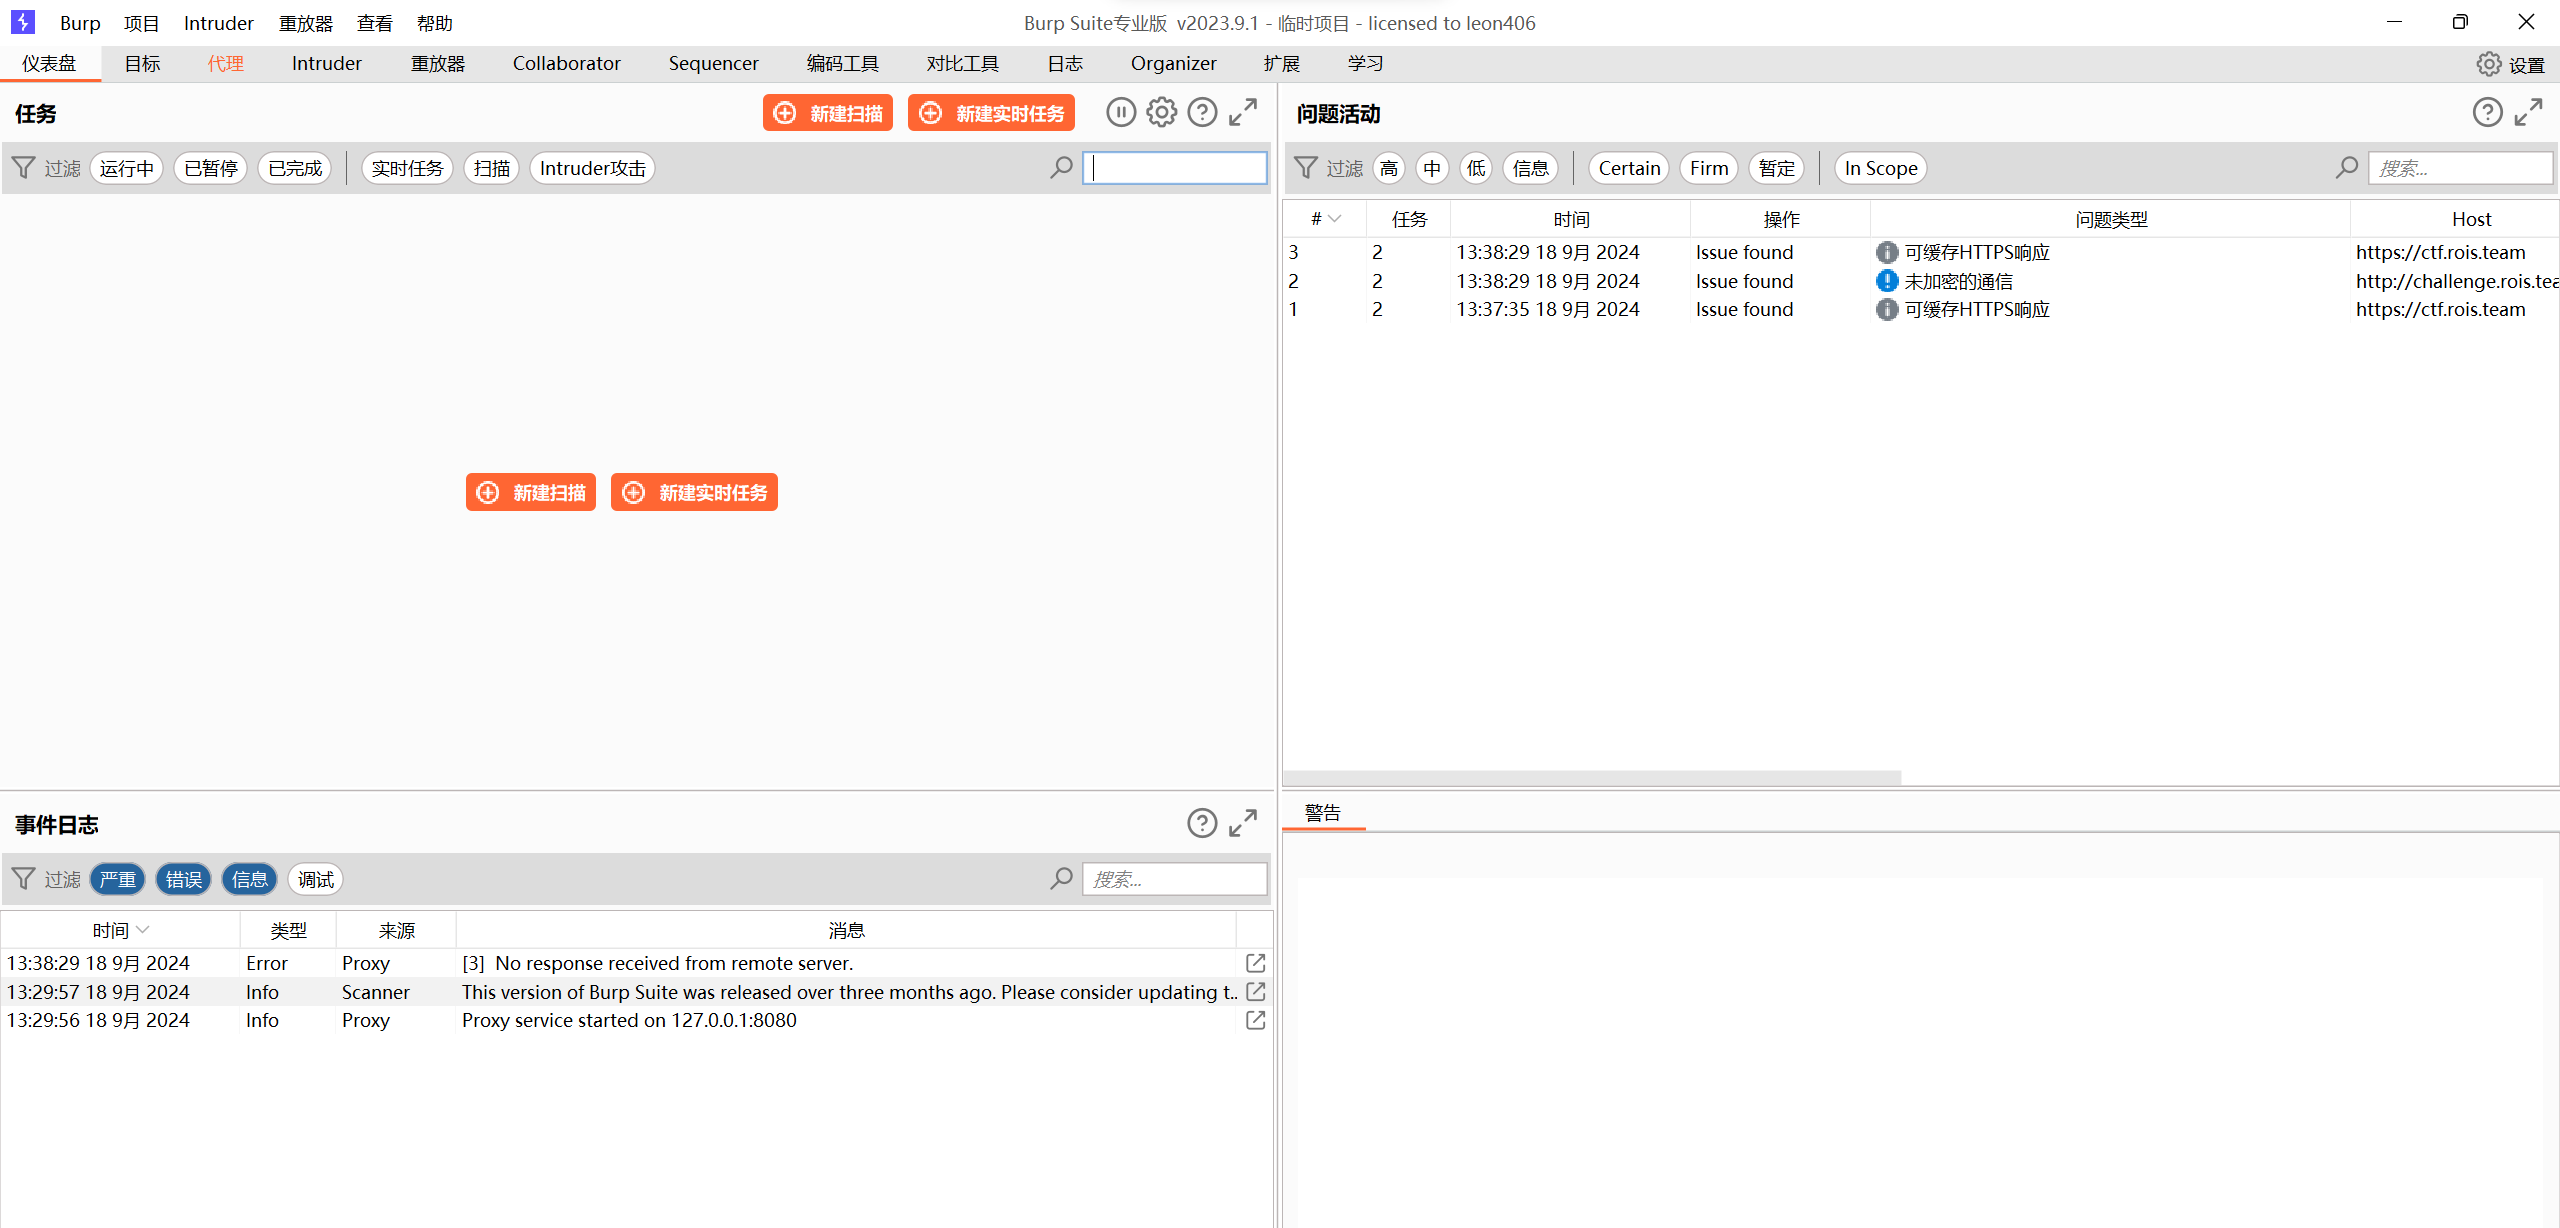 Burp 项目 Intruder 重放器 查看 帮助 Burp Suite专业版 v2023.9.1 - 临时项目 - licensed to leon406
仪表盘 目标 代理 Intruder 重放器 Collaborator Sequencer 编码工具 对比工具 日志 Organizer 扩展 学习 设置
任务 新建扫描 新建实时任务
过滤 运行中 已暂停 已完成 实时任务 扫描 Intruder攻击
新建扫描 新建实时任务
问题活动
过滤 高 中 低 信息 Certain Firm 暂定 In Scope 搜索...
# 任务 时间 操作 问题类型 Host
3 2 13:38:29 18 9月 2024 Issue found 可缓存HTTPS响应 https://ctf.rois.team
2 2 13:38:29 18 9月 2024 Issue found 未加密的通信 http://challenge.rois.tea
1 2 13:37:35 18 9月 2024 Issue found 可缓存HTTPS响应 https://ctf.rois.team
事件日志
过滤 严重 错误 信息 调试 搜索...
时间 类型 来源 消息
13:38:29 18 9月 2024 Error Proxy [3] No response received from remote server.
13:29:57 18 9月 2024 Info Scanner This version of Burp Suite was released over three months ago. Please consider updating t..
13:29:56 18 9月 2024 Info Proxy Proxy service started on 127.0.0.1:8080
警告